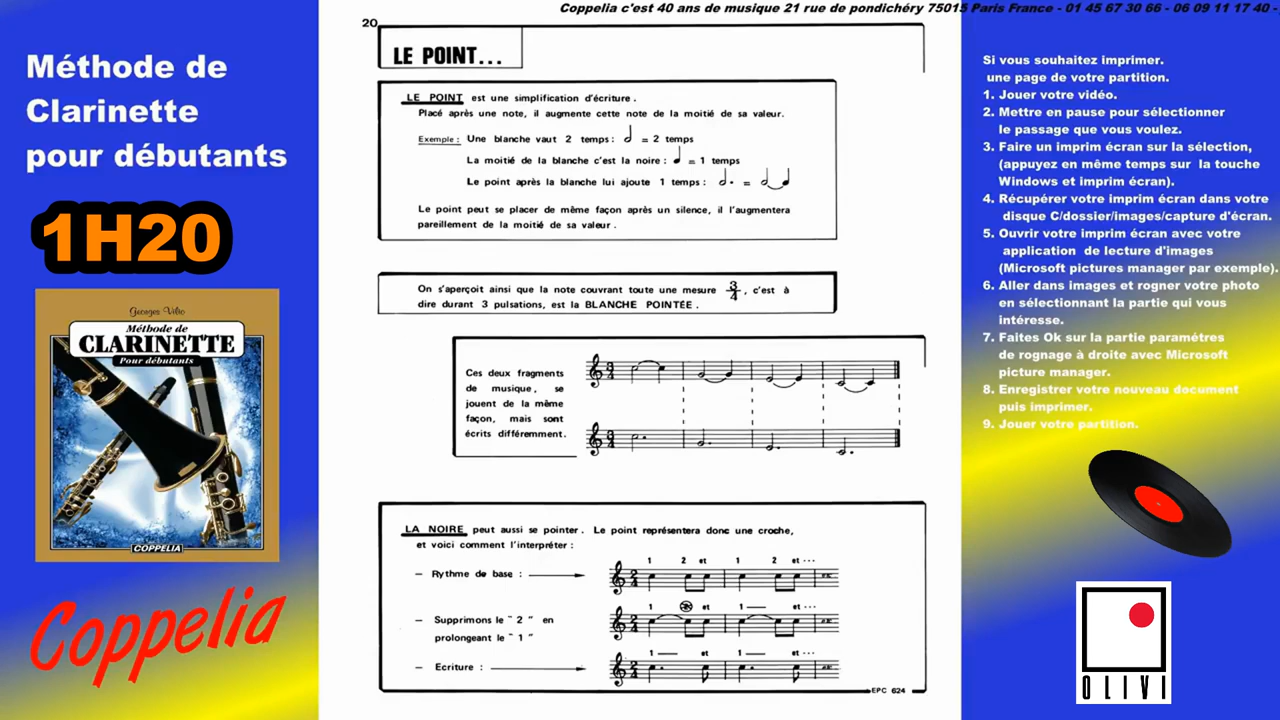 Coppelia c'est 40 ans de musique 21 rue de pondichéry 75015 Paris France - 01 45 67 30 66 - 06 09 11 17 40 -
Méthode de
Clarinette
pour débutants
1H20
Georges Vilro
Méthode de
CLARINETTE
Pour débutants
COPPELIA
Coppelia
20
LE POINT...
LE POINT est une simplification d'écriture.
Placé après une note, il augmente cette note de la moitié de sa valeur.
Exemple : Une blanche vaut 2 temps : = 2 temps
La moitié de la blanche c'est la noire : = 1 temps
Le point après la blanche lui ajoute 1 temps : =
Le point peut se placer de même façon après un silence, il l'augmentera
pareillement de la moitié de sa valeur.
On s'aperçoit ainsi que la note couvrant toute une mesure 3/4, c'est à
dire durant 3 pulsations, est la BLANCHE POINTÉE.
Ces deux fragments
de musique, se
jouent de la même
façon, mais sont
écrits différemment.
3/4
3/4
LA NOIRE peut aussi se pointer. Le point représentera donc une croche,
et voici comment l'interpréter :
1 2 et 1 2 et ...
— Rythme de base : 2/4
1 2 et 1 — et ...
— Supprimons le " 2 " en 2/4
prolongeant le " 1 "
1 — et 1 — et ...
— Ecriture : 2/4
EPC 624
Si vous souhaitez imprimer.
une page de votre partition.
1. Jouer votre vidéo.
2. Mettre en pause pour sélectionner
le passage que vous voulez.
3. Faire un imprim écran sur la sélection,
(appuyez en même temps sur la touche
Windows et imprim écran).
4. Récupérer votre imprim écran dans votre
disque C/dossier/images/capture d'écran.
5. Ouvrir votre imprim écran avec votre
application de lecture d'images
(Microsoft pictures manager par exemple).
6. Aller dans images et rogner votre photo
en sélectionnant la partie qui vous
intéresse.
7. Faites Ok sur la partie paramétres
de rognage à droite avec Microsoft
picture manager.
8. Enregistrer votre nouveau document
puis imprimer.
9. Jouer votre partition.
OLIVI